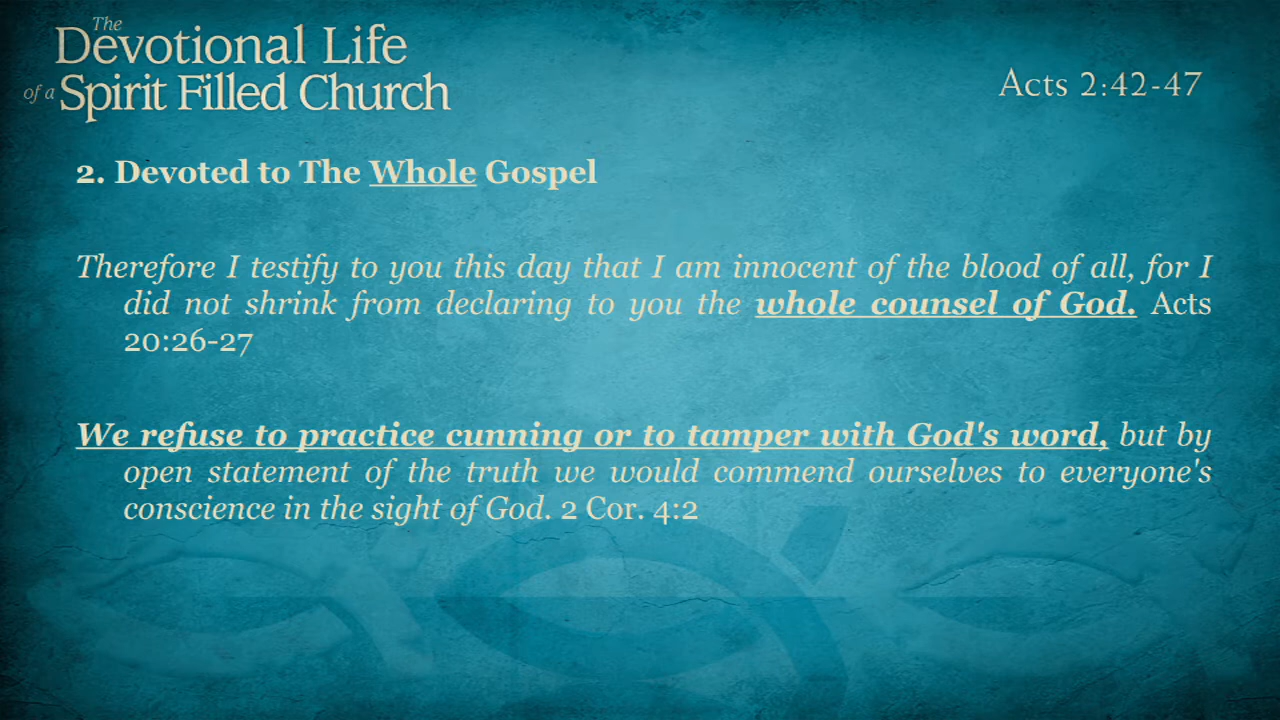 The
Devotional Life
of a Spirit Filled Church
Acts 2:42-47
2. Devoted to The Whole Gospel
Therefore I testify to you this day that I am innocent of the blood of all, for I
did not shrink from declaring to you the whole counsel of God. Acts
20:26-27
We refuse to practice cunning or to tamper with God's word, but by
open statement of the truth we would commend ourselves to everyone's
conscience in the sight of God. 2 Cor. 4:2